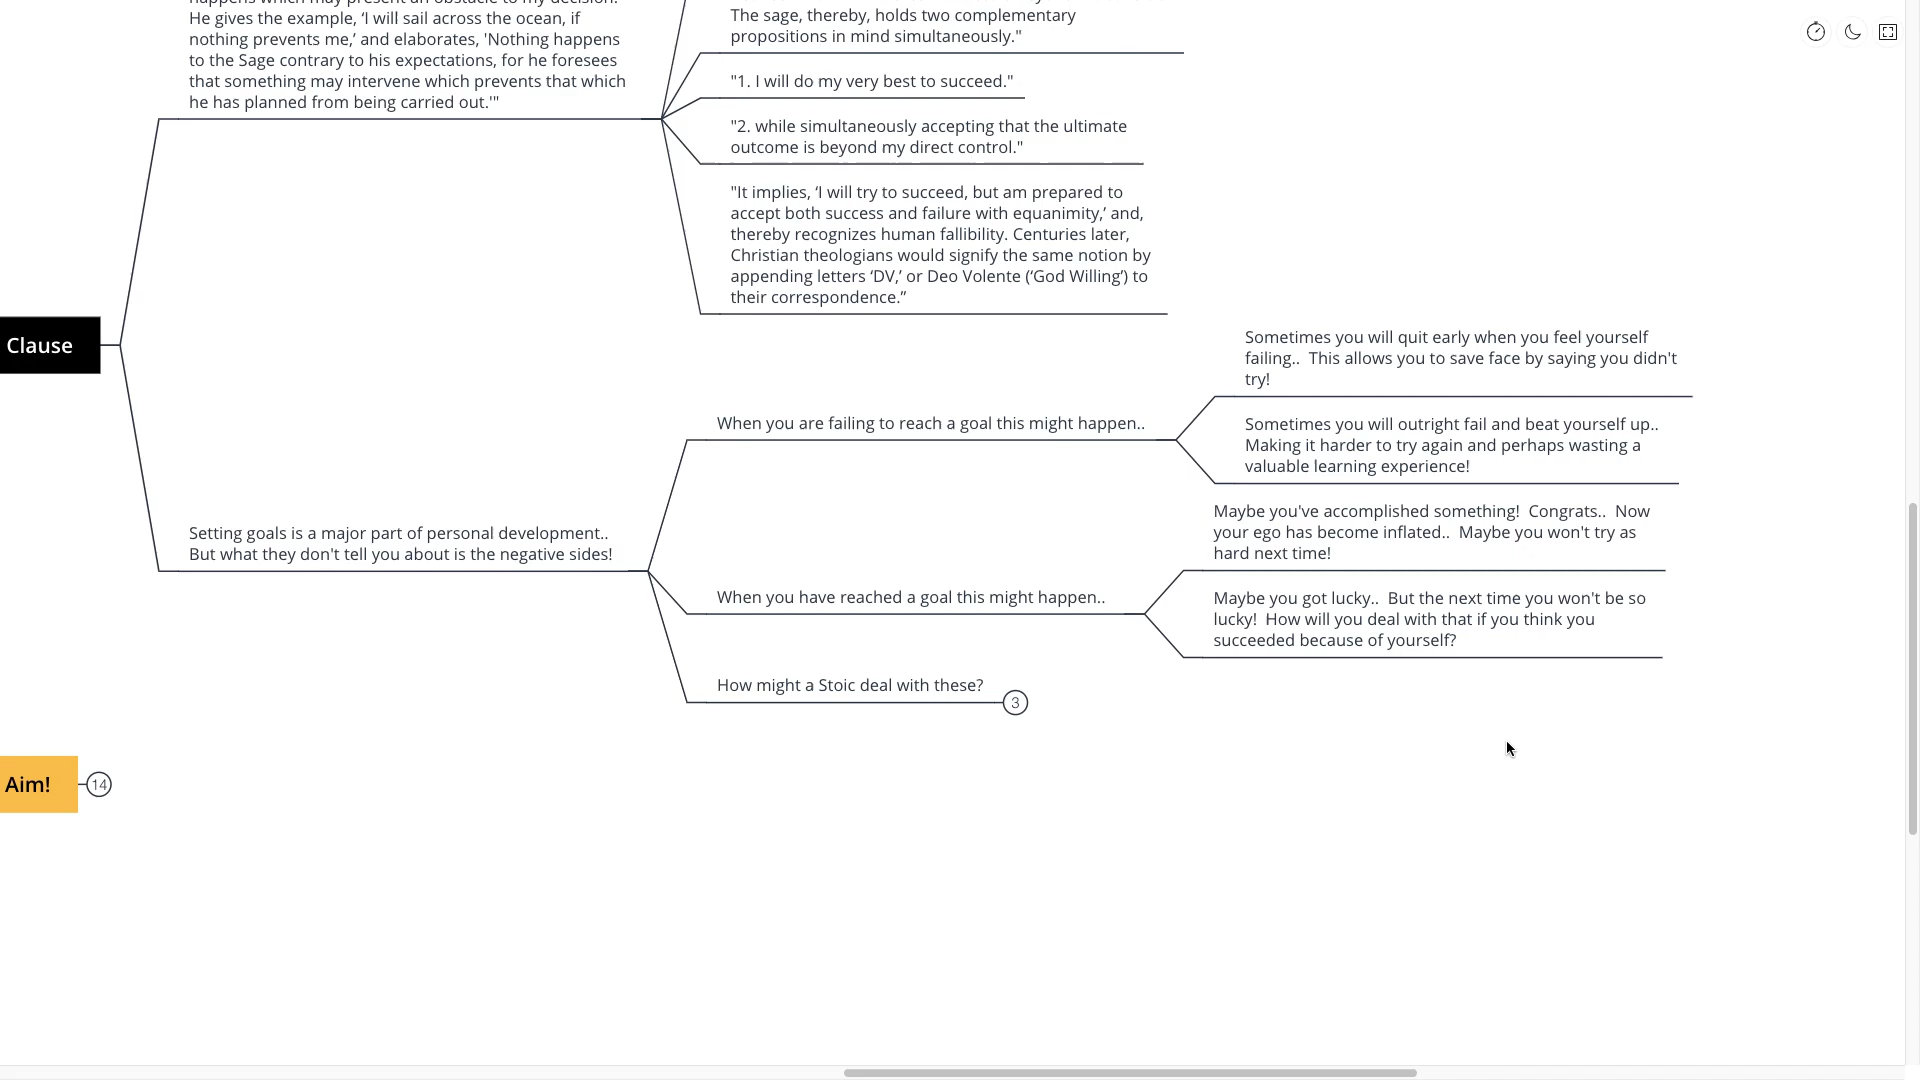 He gives the example, ‘I will sail across the ocean, if
nothing prevents me,’ and elaborates, 'Nothing happens
to the Sage contrary to his expectations, for he foresees
that something may intervene which prevents that which
he has planned from being carried out.'"
The sage, thereby, holds two complementary
propositions in mind simultaneously."
"1. I will do my very best to succeed."
"2. while simultaneously accepting that the ultimate
outcome is beyond my direct control."
"It implies, ‘I will try to succeed, but am prepared to
accept both success and failure with equanimity,’ and,
thereby recognizes human fallibility. Centuries later,
Christian theologians would signify the same notion by
appending letters ‘DV,’ or Deo Volente (‘God Willing’) to
their correspondence.”
Clause
Setting goals is a major part of personal development..
But what they don't tell you about is the negative sides!
When you are failing to reach a goal this might happen..
Sometimes you will quit early when you feel yourself
failing..  This allows you to save face by saying you didn't
try!
Sometimes you will outright fail and beat yourself up..
Making it harder to try again and perhaps wasting a
valuable learning experience!
When you have reached a goal this might happen..
Maybe you've accomplished something!  Congrats..  Now
your ego has become inflated..  Maybe you won't try as
hard next time!
Maybe you got lucky..  But the next time you won't be so
lucky!  How will you deal with that if you think you
succeeded because of yourself?
How might a Stoic deal with these?
3
Aim!
14